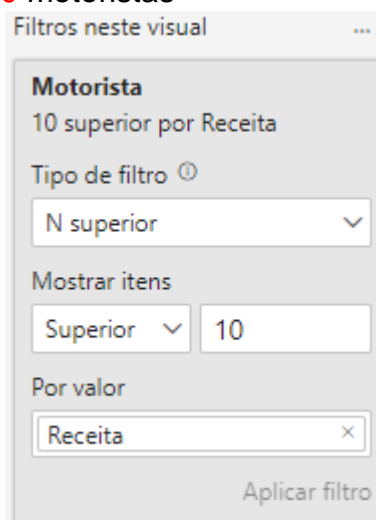 motoristas
Filtros neste visual ...
Motorista
10 superior por Receita
Tipo de filtro
N superior
Mostrar itens
Superior 10
Por valor
Receita ×
Aplicar filtro